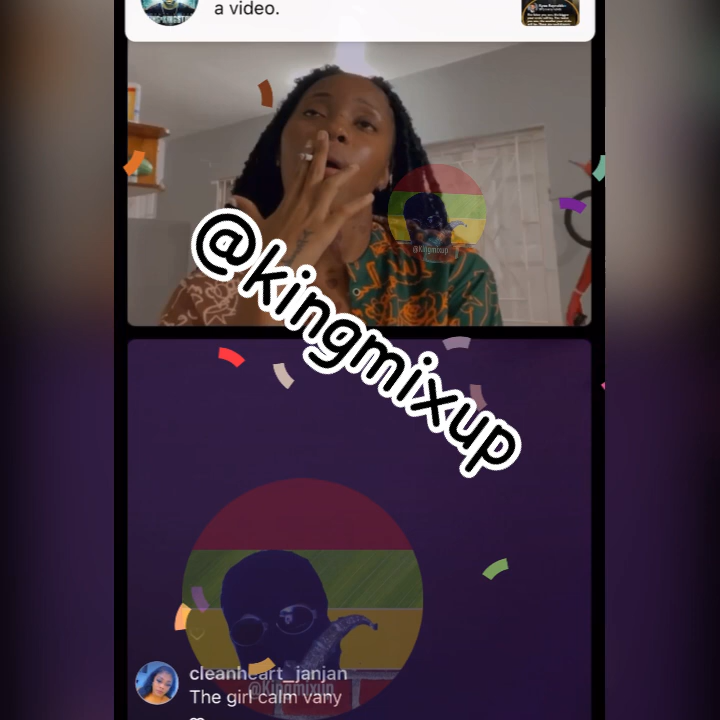 a video.
@Kingmixup
@kingmixup
cleanheart_janjan
The girl calm vany
@Kingmixup